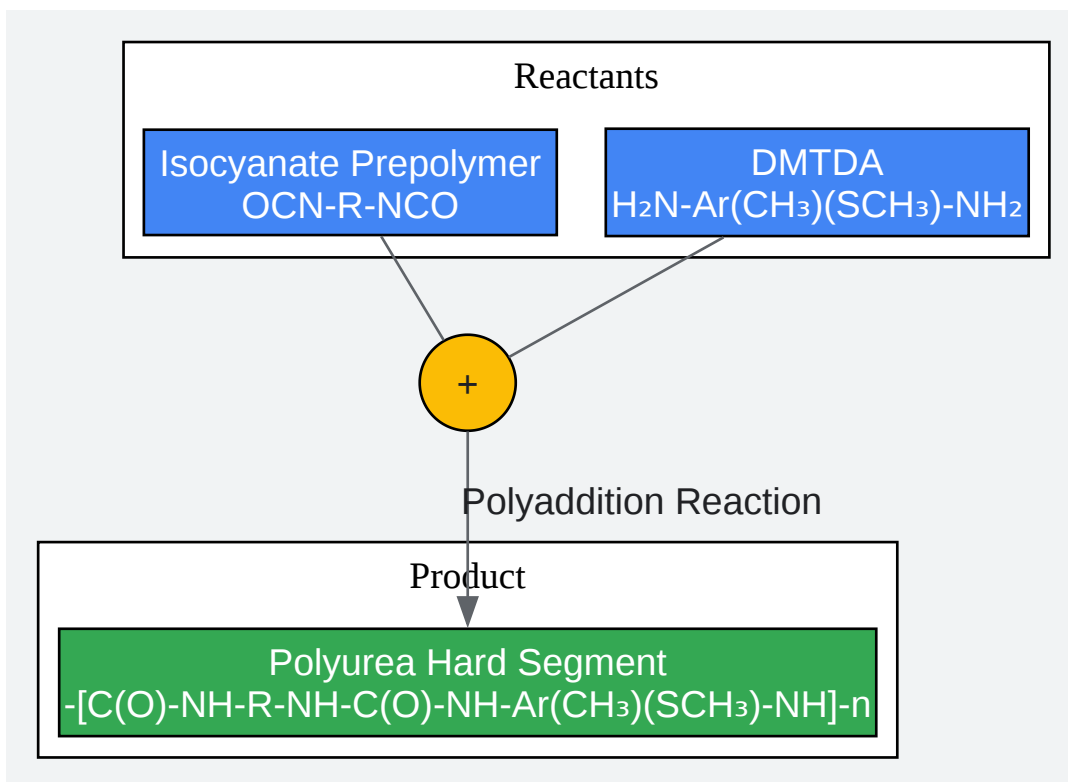 Reactants
Isocyanate Prepolymer
OCN-R-NCO
DMTDA
H₂N-Ar(CH₃)(SCH₃)-NH₂
+
Polyaddition Reaction
Product
Polyurea Hard Segment
-[C(O)-NH-R-NH-C(O)-NH-Ar(CH₃)(SCH₃)-NH]-n